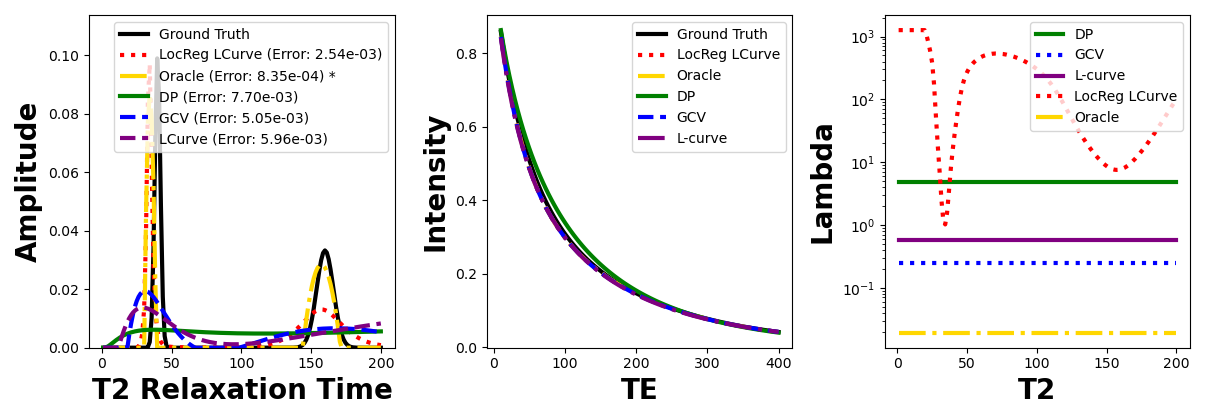 Amplitude
0.10
0.08
0.06
0.04
0.02
0.00
Ground Truth
LocReg LCurve (Error: 2.54e-03)
Oracle (Error: 8.35e-04) *
DP (Error: 7.70e-03)
GCV (Error: 5.05e-03)
LCurve (Error: 5.96e-03)
0 50 100 150 200
T2 Relaxation Time
Intensity
0.8
0.6
0.4
0.2
0.0
Ground Truth
LocReg LCurve
Oracle
DP
GCV
L-curve
0 100 200 300 400
TE
Lambda
10³
10²
10¹
10⁰
10⁻¹
DP
GCV
L-curve
LocReg LCurve
Oracle
0 50 100 150 200
T2